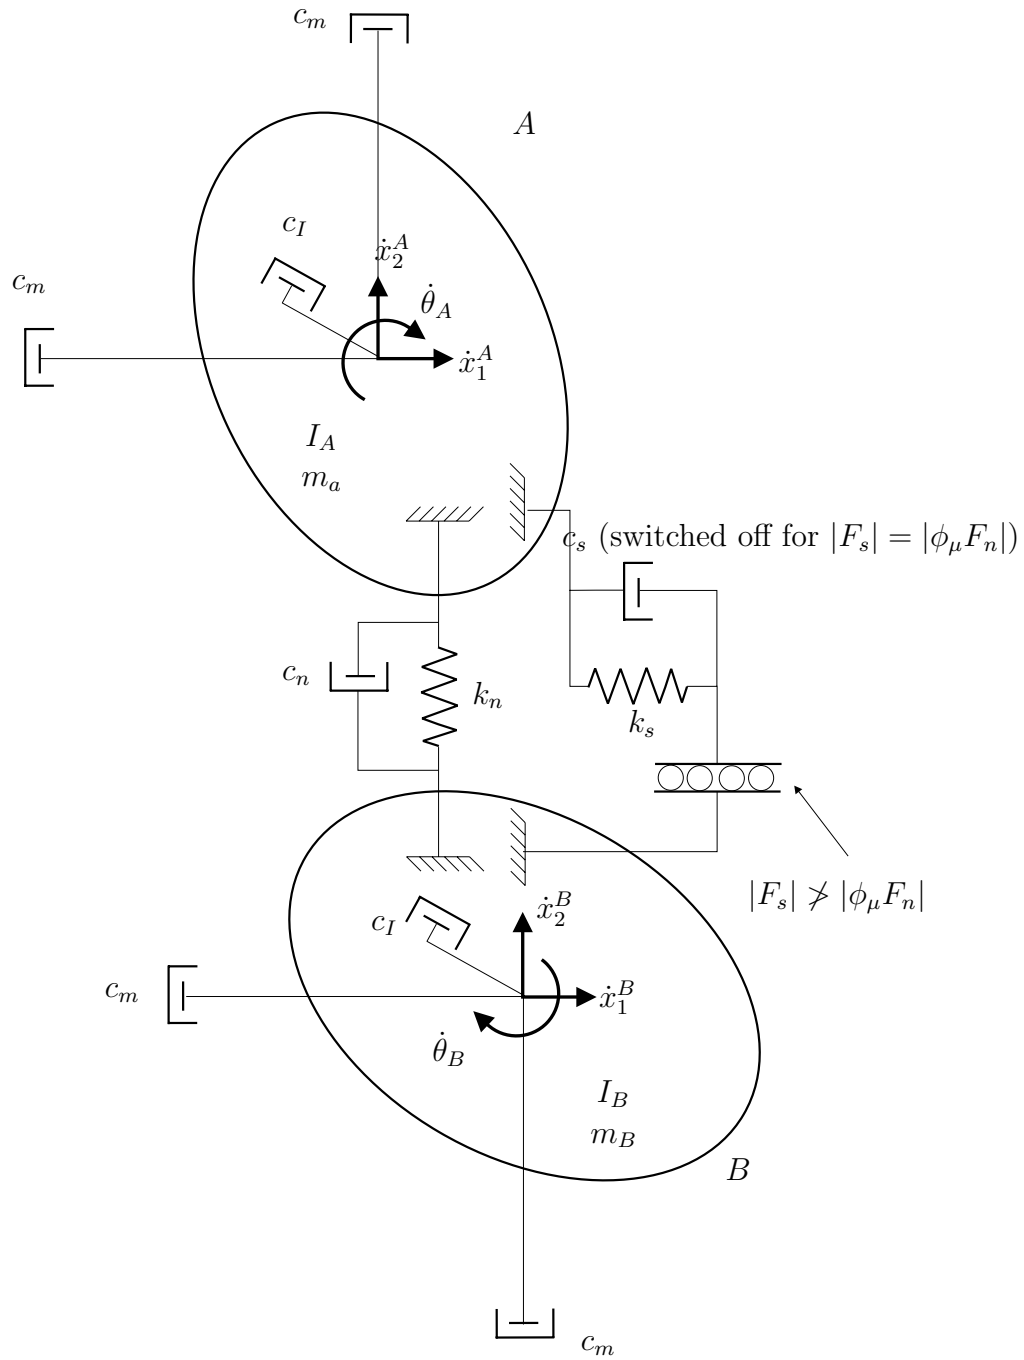 c_m
A
c_I
ẋ_2^A
c_m
θ̇_A
ẋ_1^A
I_A
m_a
c_s (switched off for |F_s| = |ϕ_μ F_n|)
c_n
k_n
k_s
|F_s| ≯ |ϕ_μ F_n|
c_I
ẋ_2^B
c_m
ẋ_1^B
θ̇_B
I_B
m_B
B
c_m